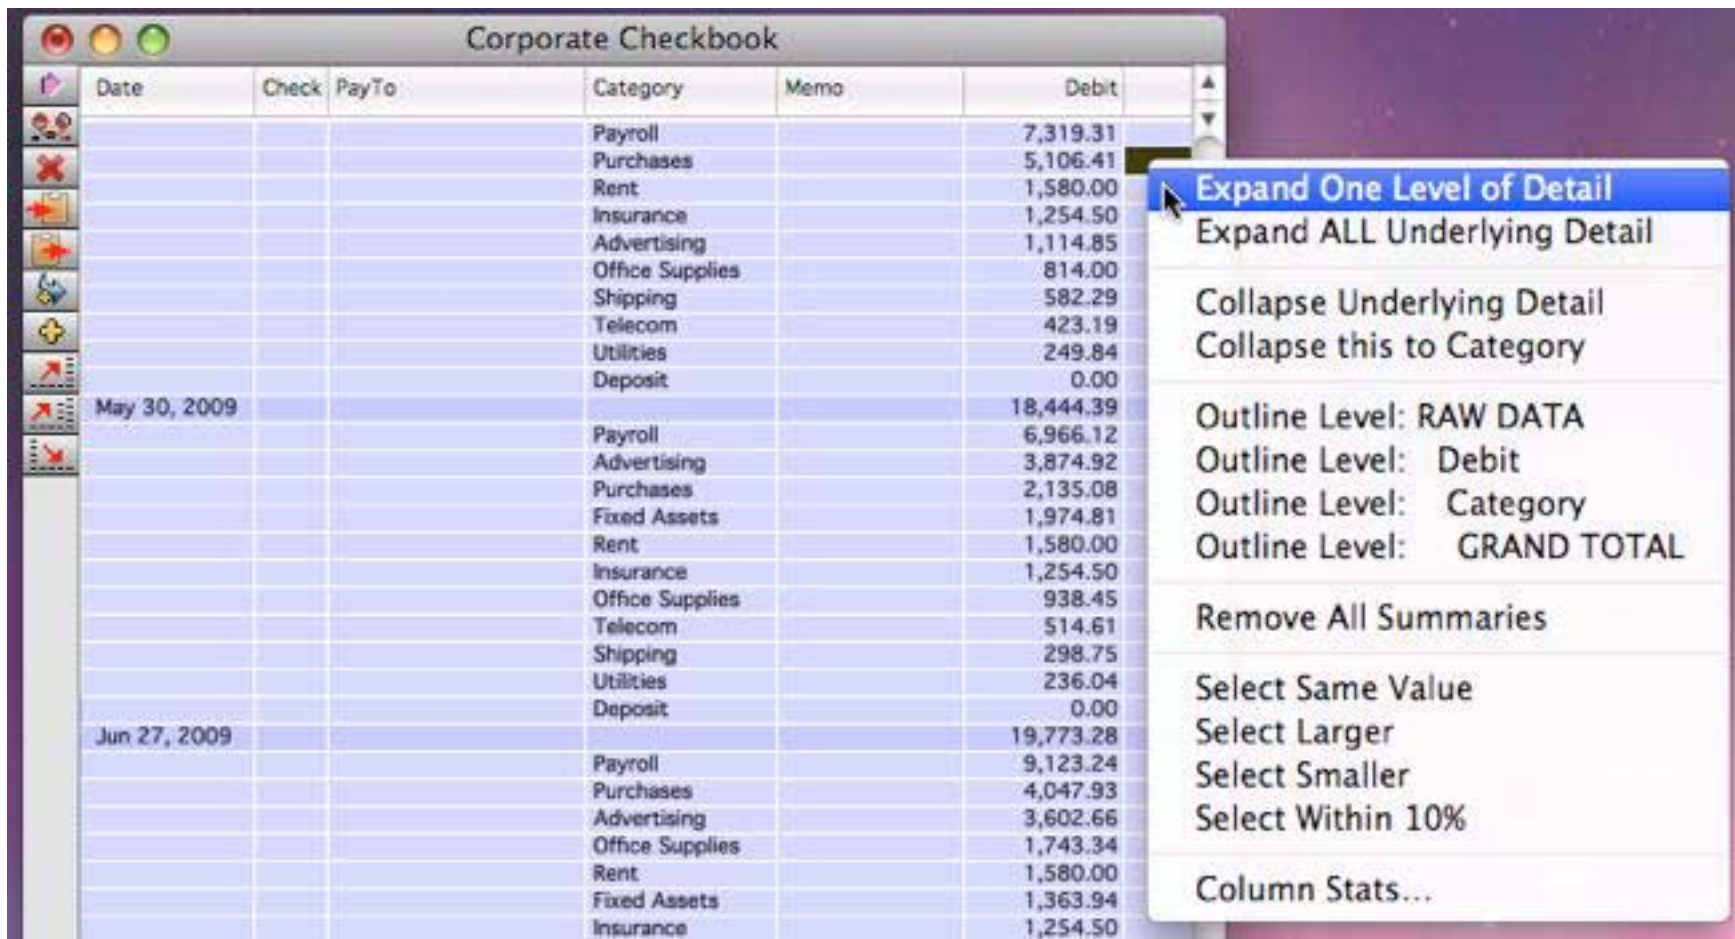 Corporate Checkbook
Date Check PayTo Category Memo Debit
Payroll 7,319.31
Purchases 5,106.41
Rent 1,580.00
Insurance 1,254.50
Advertising 1,114.85
Office Supplies 814.00
Shipping 582.29
Telecom 423.19
Utilities 249.84
Deposit 0.00
May 30, 2009 18,444.39
Payroll 6,966.12
Advertising 3,874.92
Purchases 2,135.08
Fixed Assets 1,974.81
Rent 1,580.00
Insurance 1,254.50
Office Supplies 938.45
Telecom 514.61
Shipping 298.75
Utilities 236.04
Deposit 0.00
Jun 27, 2009 19,773.28
Payroll 9,123.24
Purchases 4,047.93
Advertising 3,602.66
Office Supplies 1,743.34
Rent 1,580.00
Fixed Assets 1,363.94
Insurance 1,254.50
Expand One Level of Detail
Expand ALL Underlying Detail
Collapse Underlying Detail
Collapse this to Category
Outline Level: RAW DATA
Outline Level: Debit
Outline Level: Category
Outline Level: GRAND TOTAL
Remove All Summaries
Select Same Value
Select Larger
Select Smaller
Select Within 10%
Column Stats...